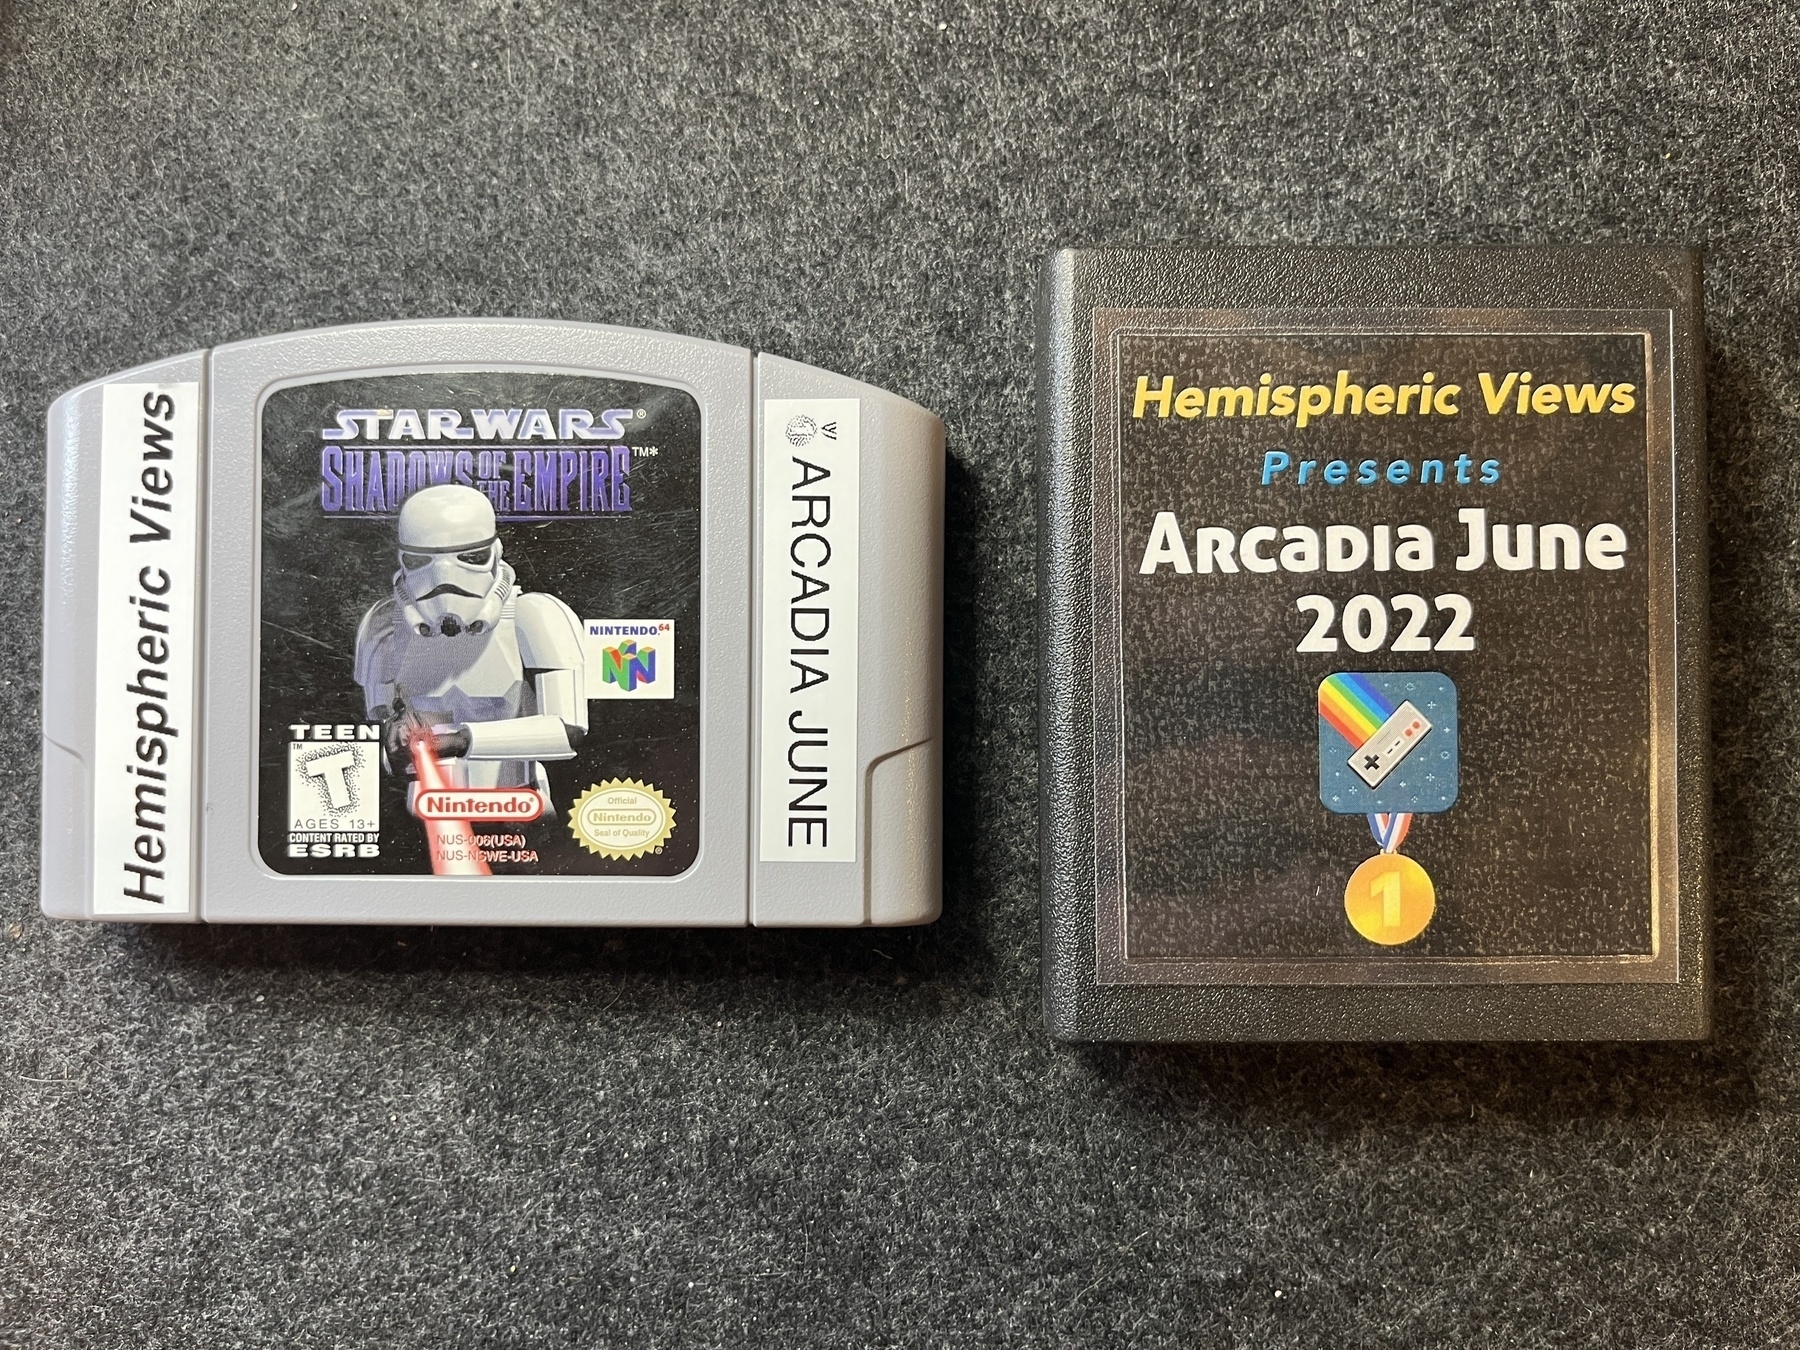 Hemispheric Views
STAR WARS®
SHADOWS OF THE EMPIRE™*
NINTENDO64
TEEN
TM
T
AGES 13+
CONTENT RATED BY
ESRB
Nintendo®
NUS-006(USA)
NUS-NSWE-USA
Official
Nintendo
Seal of Quality
®
ARCADIA JUNE
Hemispheric Views
Presents
Arcadia June
2022
1